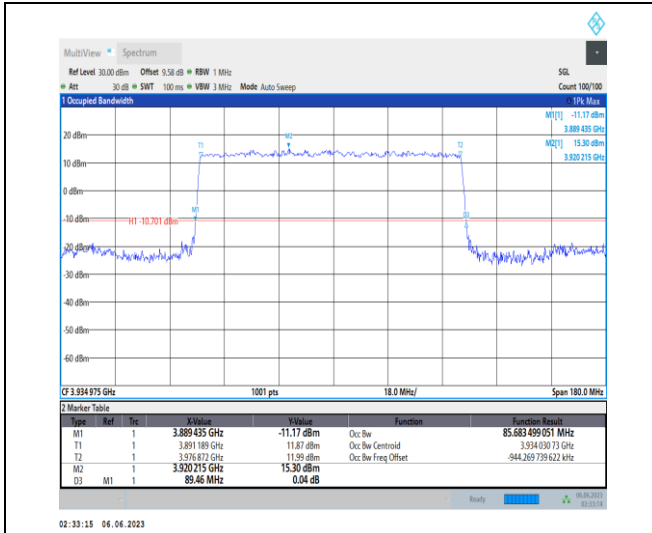 MultiView Spectrum
Ref Level 30.00 dBm Offset 9.58 dB RBW 1 MHz SGL
Att 30 dB SWT 100 ms VBW 3 MHz Mode Auto Sweep Count 100/100
1 Occupied Bandwidth 1Pk Max
M1[1] -11.17 dBm
3.889 435 GHz
20 dBm M2 M2[1] 15.30 dBm
T1 T2
3.920 215 GHz
10 dBm
0 dBm
M1 D3
-10 dBm H1 -10.701 dBm
-20 dBm
-30 dBm
-40 dBm
-50 dBm
-60 dBm
CF 3.934 975 GHz 1001 pts 18.0 MHz/ Span 180.0 MHz
2 Marker Table
Type Ref Trc X-Value Y-Value Function Function Result
M1 1 3.889 435 GHz -11.17 dBm Occ Bw 85.683 499 051 MHz
T1 1 3.891 189 GHz 11.87 dBm Occ Bw Centroid 3.934 030 73 GHz
T2 1 3.976 872 GHz 11.99 dBm Occ Bw Freq Offset -944.269 739 622 kHz
M2 1 3.920 215 GHz 15.30 dBm
D3 M1 1 89.46 MHz 0.04 dB
Ready 06.06.2023
03:33:14
02:33:15 06.06.2023